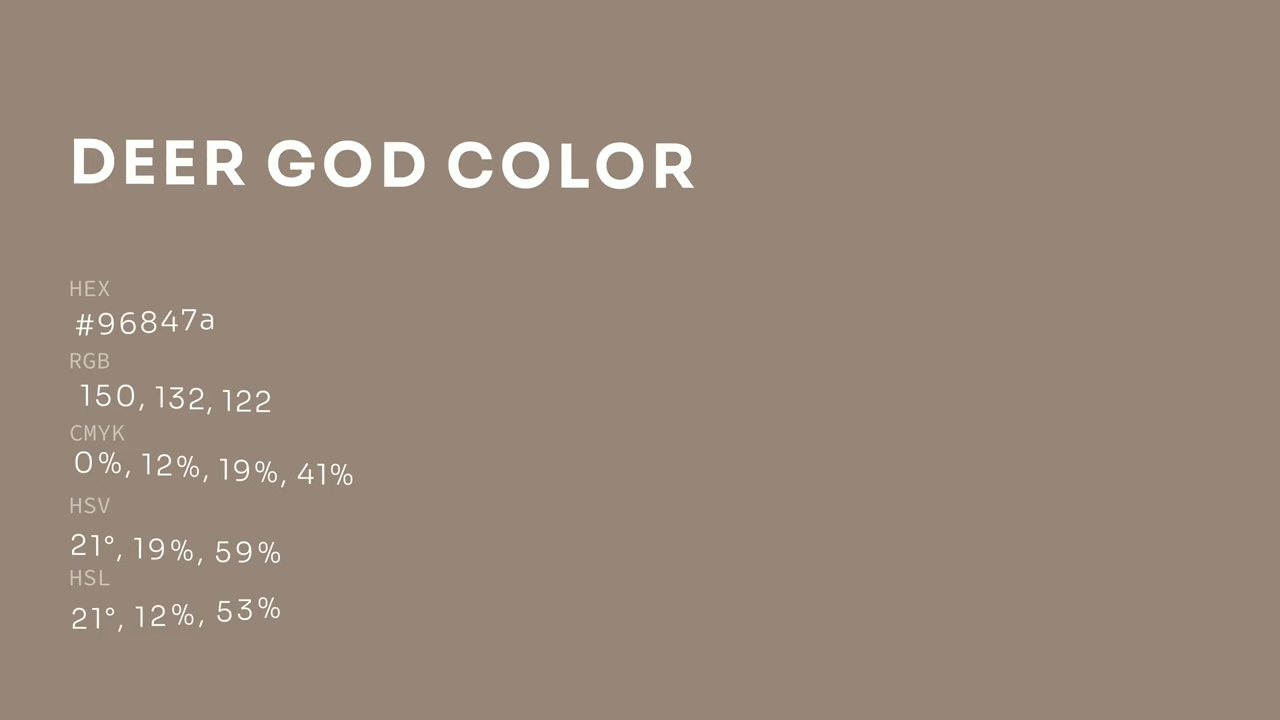 DEER GOD COLOR
HEX
#96847a
RGB
150, 132, 122
CMYK
0%, 12%, 19%, 41%
HSV
21°, 19%, 59%
HSL
21°, 12%, 53%